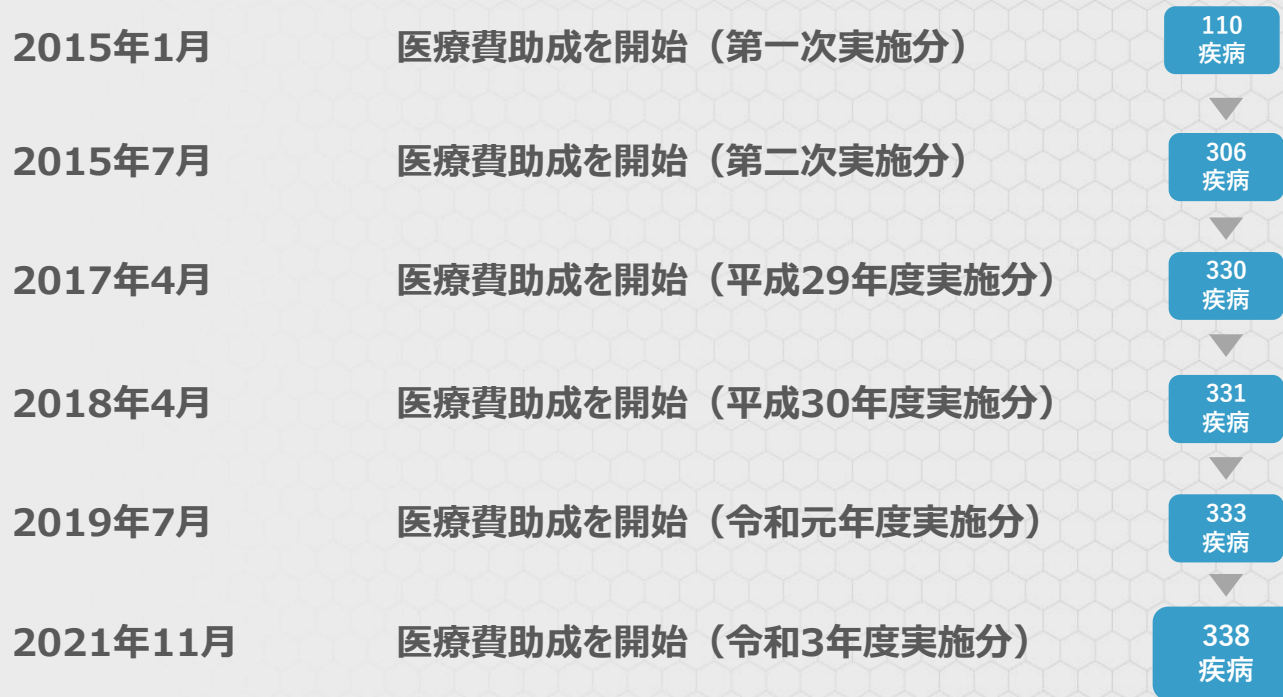 2015年1月 医療費助成を開始（第一次実施分） 110
疾病
2015年7月 医療費助成を開始（第二次実施分） 306
疾病
2017年4月 医療費助成を開始（平成29年度実施分） 330
疾病
2018年4月 医療費助成を開始（平成30年度実施分） 331
疾病
2019年7月 医療費助成を開始（令和元年度実施分） 333
疾病
2021年11月 医療費助成を開始（令和3年度実施分） 338
疾病